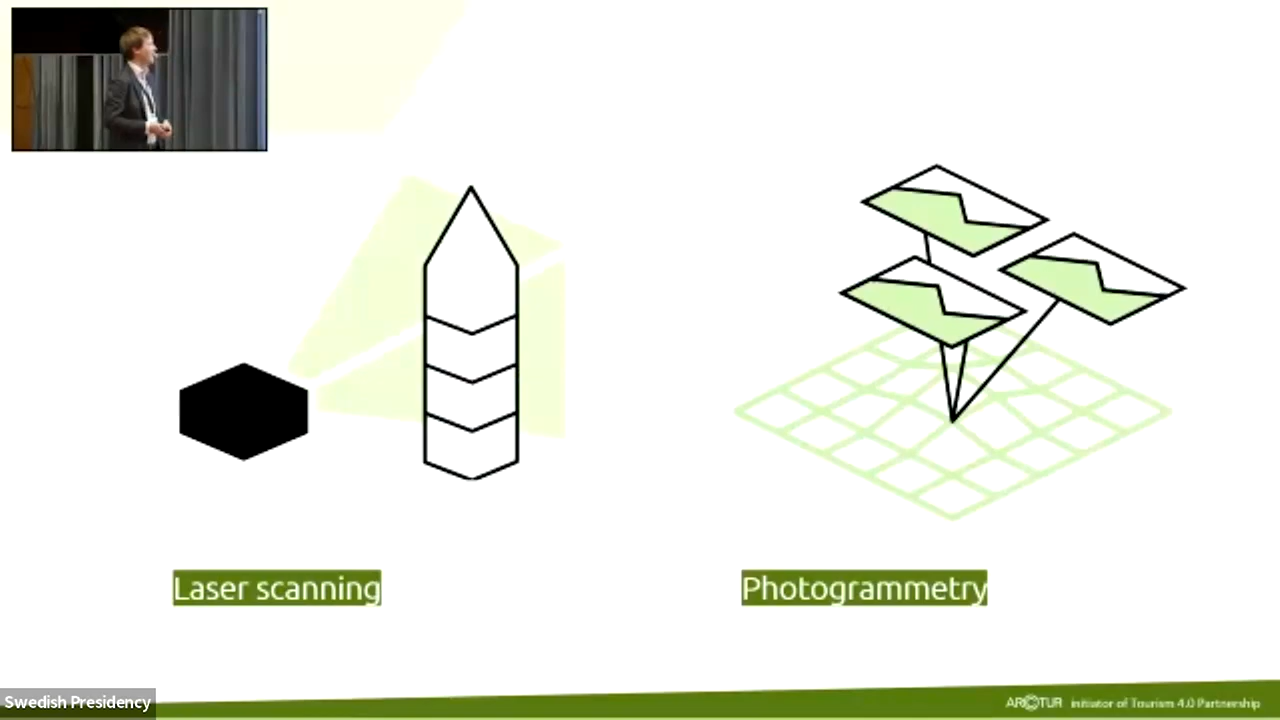 Laser scanning
Photogrammetry
Swedish Presidency
ARCTUR initiator of Tourism 4.0 Partnership